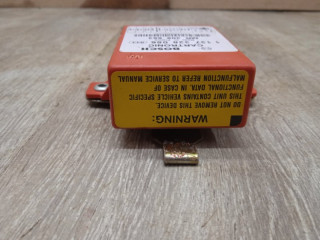 BOSCH
CARTRONIC
WARNING:
DO NOT REMOVE THIS DEVICE.
THIS UNIT CONTAINS VEHICLE SPECIFIC
FUNCTIONAL DATA. IN CASE OF
MALFUNCTION REFER TO SERVICE MANUAL